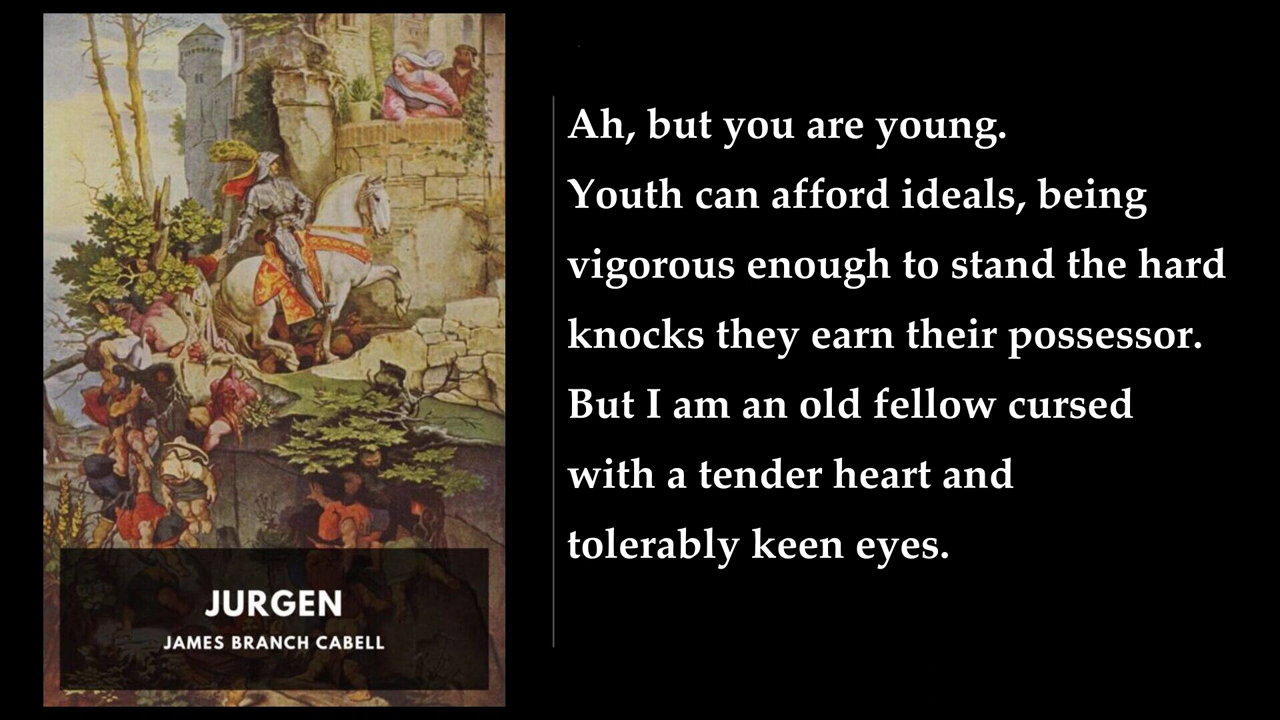 JURGEN
JAMES BRANCH CABELL
Ah, but you are young.
Youth can afford ideals, being
vigorous enough to stand the hard
knocks they earn their possessor.
But I am an old fellow cursed
with a tender heart and
tolerably keen eyes.